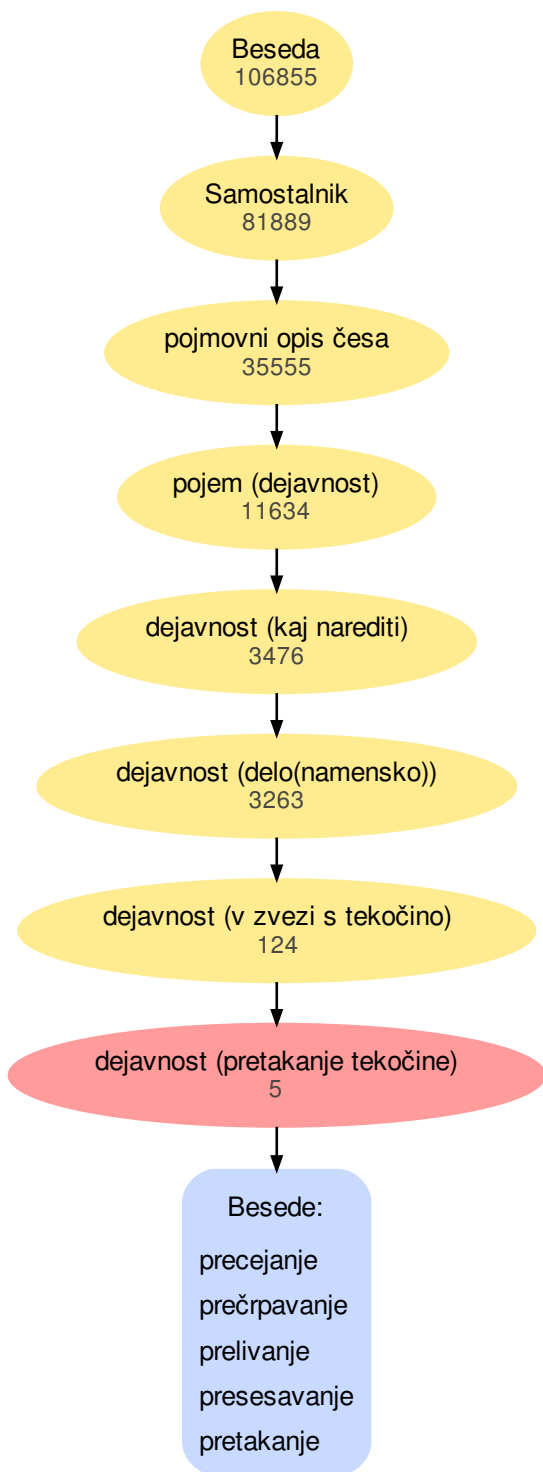 Beseda
106855
Samostalnik
81889
pojmovni opis česa
35555
pojem (dejavnost)
11634
dejavnost (kaj narediti)
3476
dejavnost (delo(namensko))
3263
dejavnost (v zvezi s tekočino)
124
dejavnost (pretakanje tekočine)
5
Besede:
precejanje
prečrpavanje
prelivanje
presesavanje
pretakanje